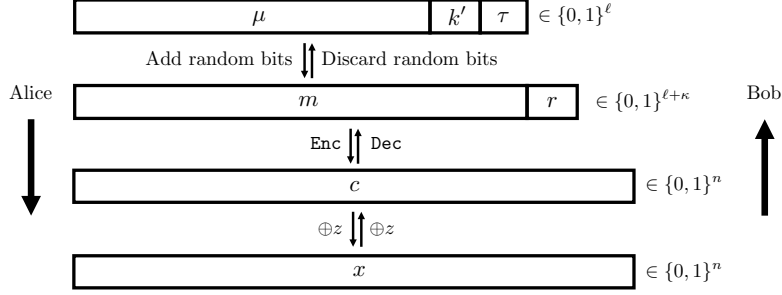 μ k′ τ ∈ {0,1}^ℓ
Add random bits Discard random bits
Alice Bob
m r ∈ {0,1}^{ℓ+κ}
Enc Dec
c ∈ {0,1}^n
⊕z ⊕z
x ∈ {0,1}^n